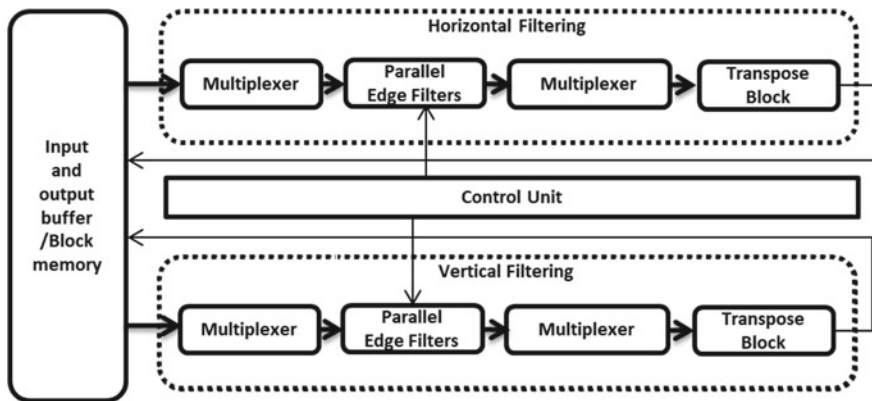 Horizontal Filtering
Multiplexer
Parallel
Edge Filters
Multiplexer
Transpose
Block
Input
and
output
buffer
/Block
memory
Control Unit
Vertical Filtering
Multiplexer
Parallel
Edge Filters
Multiplexer
Transpose
Block